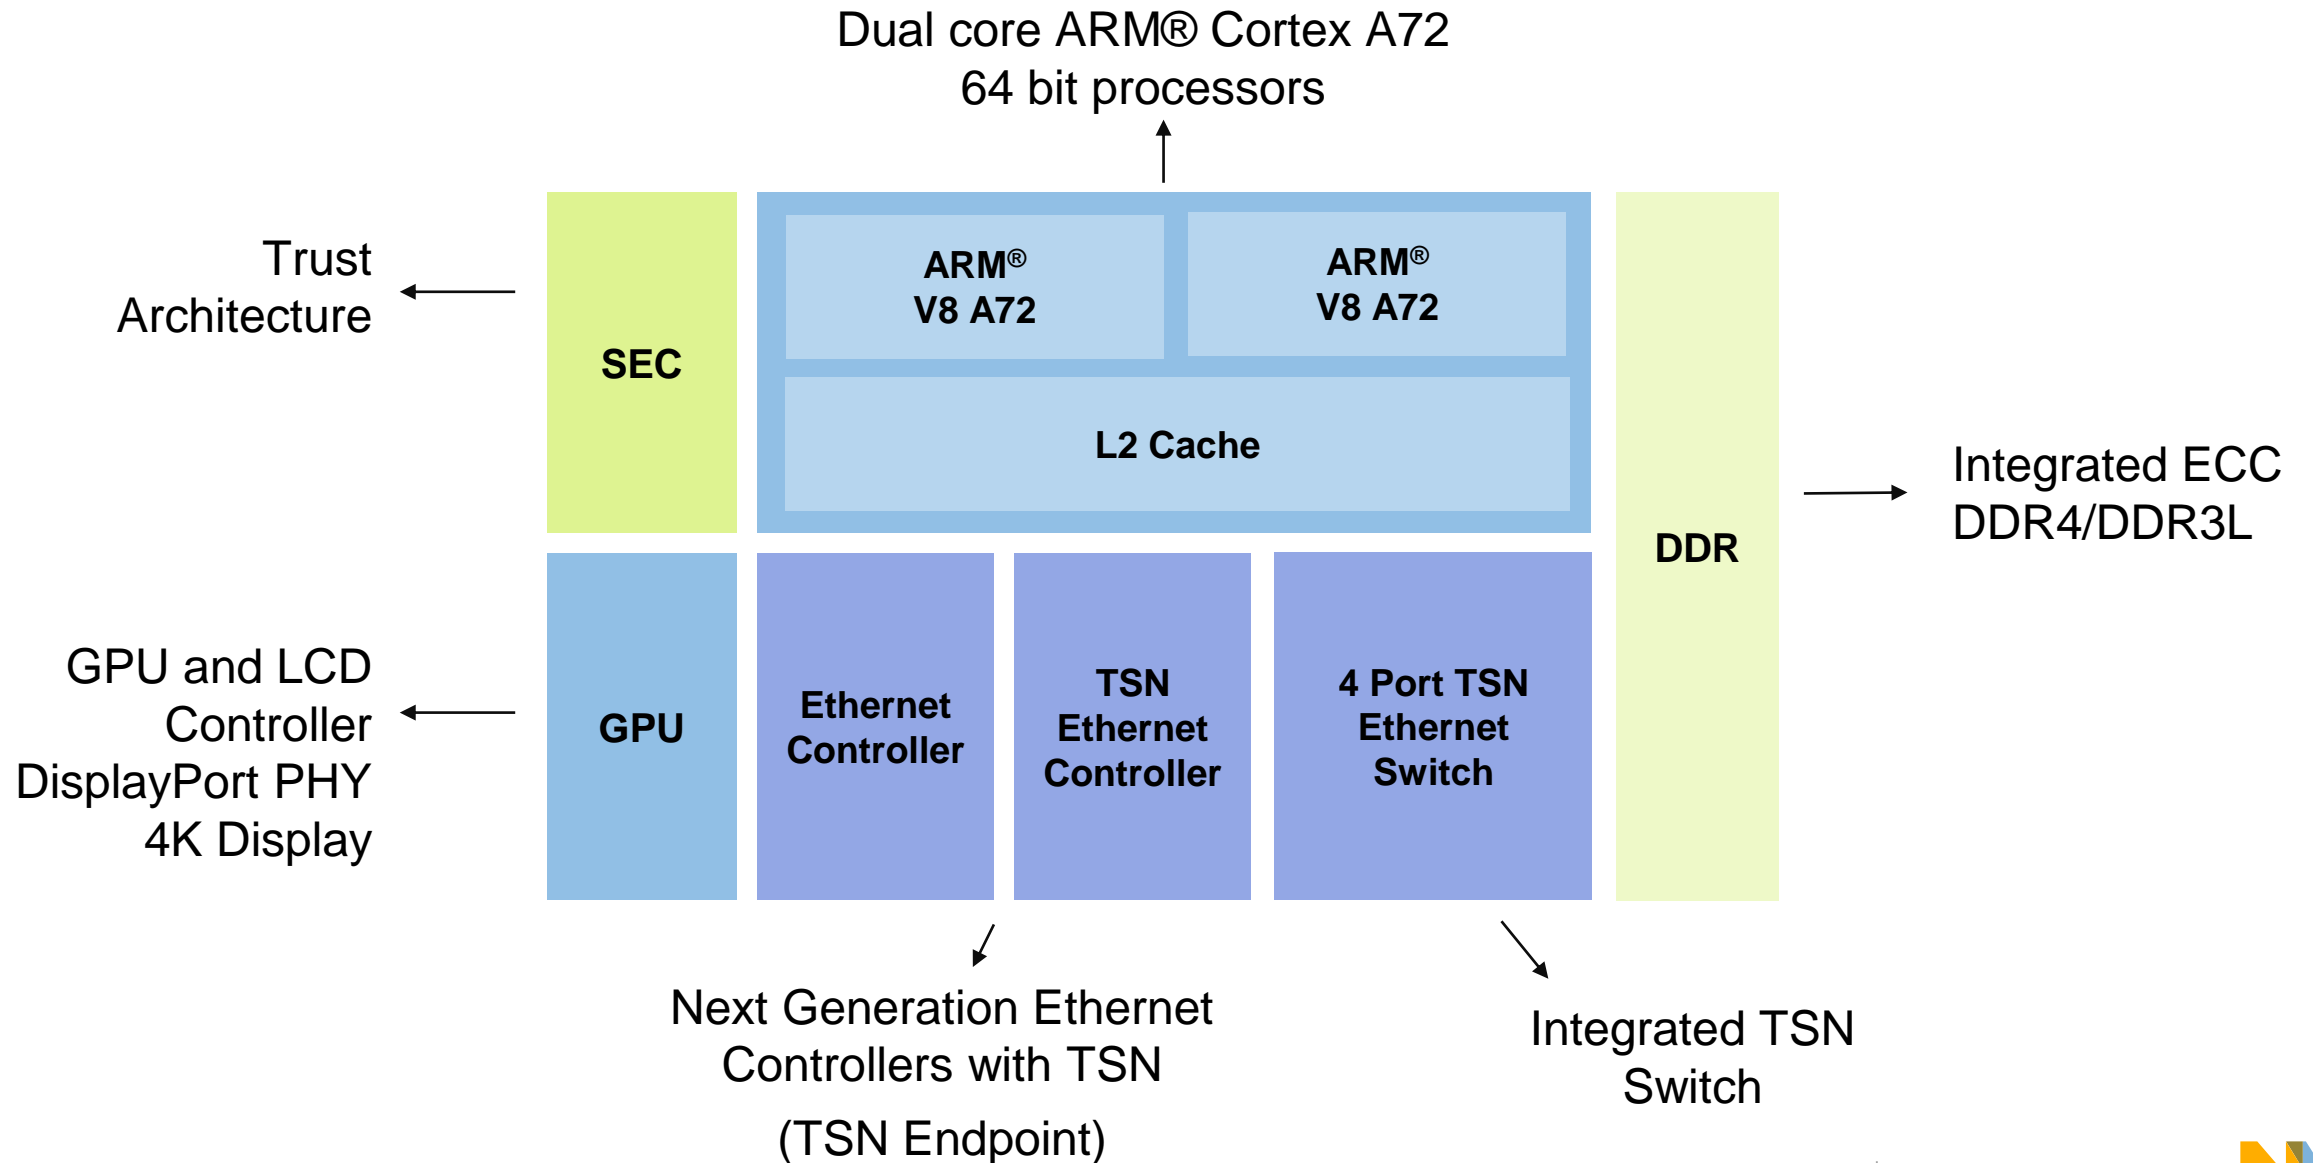 Dual core ARM® Cortex A72
64 bit processors
Trust
Architecture
SEC
ARM®
V8 A72
ARM®
V8 A72
L2 Cache
DDR
Integrated ECC
DDR4/DDR3L
GPU and LCD
Controller
DisplayPort PHY
4K Display
GPU
Ethernet
Controller
TSN
Ethernet
Controller
4 Port TSN
Ethernet
Switch
Next Generation Ethernet
Controllers with TSN
(TSN Endpoint)
Integrated TSN
Switch